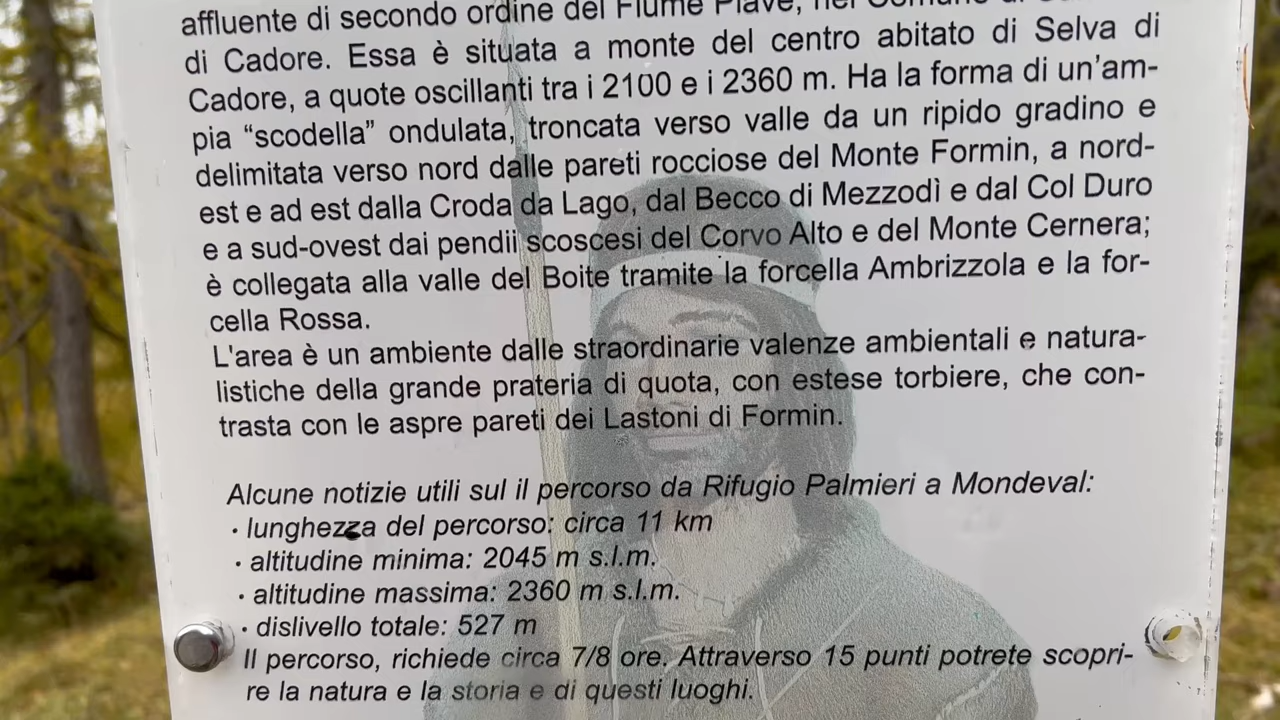 affluente di secondo ordine del Fiume Piave, nel Comune di
di Cadore. Essa è situata a monte del centro abitato di Selva di
Cadore, a quote oscillanti tra i 2100 e i 2360 m. Ha la forma di un’am-
pia “scodella” ondulata, troncata verso valle da un ripido gradino e
delimitata verso nord dalle pareti rocciose del Monte Formin, a nord-
est e ad est dalla Croda da Lago, dal Becco di Mezzodì e dal Col Duro
e a sud-ovest dai pendii scoscesi del Corvo Alto e del Monte Cernera;
è collegata alla valle del Boite tramite la forcella Ambrizzola e la for-
cella Rossa.
L'area è un ambiente dalle straordinarie valenze ambientali e natura-
listiche della grande prateria di quota, con estese torbiere, che con-
trasta con le aspre pareti dei Lastoni di Formin.
Alcune notizie utili sul il percorso da Rifugio Palmieri a Mondeval:
· lunghezza del percorso: circa 11 km
· altitudine minima: 2045 m s.l.m.
· altitudine massima: 2360 m s.l.m.
· dislivello totale: 527 m
Il percorso, richiede circa 7/8 ore. Attraverso 15 punti potrete scopri-
re la natura e la storia e di questi luoghi.